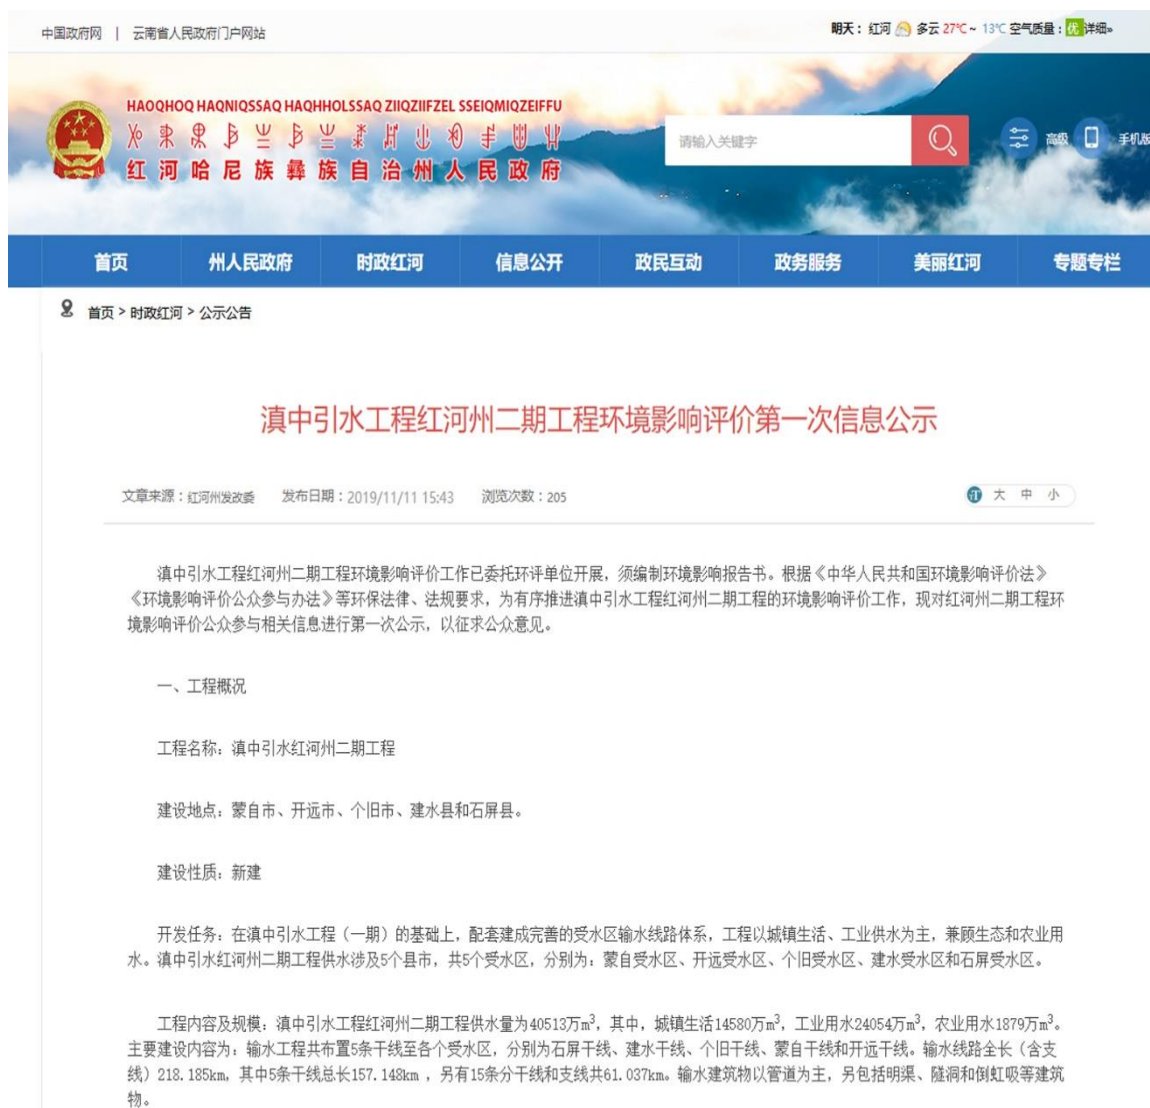 中国政府网 | 云南省人民政府门户网站
明天： 红河 多云 27℃ ~ 13℃ 空气质量：优 详细»
HAOQHOQ HAQNIQSSAQ HAQHHOLSSAQ ZIIQZIIFZEL SSEIQMIQZEIFFU
红河哈尼族彝族自治州人民政府
请输入关键字
高级 手机版
首页 州人民政府 时政红河 信息公开 政民互动 政务服务 美丽红河 专题专栏
首页 > 时政红河 > 公示公告
滇中引水工程红河州二期工程环境影响评价第一次信息公示
文章来源：红河州发改委 发布日期：2019/11/11 15:43 浏览次数：205
大 中 小
滇中引水工程红河州二期工程环境影响评价工作已委托环评单位开展，须编制环境影响报告书。根据《中华人民共和国环境影响评价法》
《环境影响评价公众参与办法》等环保法律、法规要求，为有序推进滇中引水工程红河州二期工程的环境影响评价工作，现对红河州二期工程环
境影响评价公众参与相关信息进行第一次公示，以征求公众意见。
一、工程概况
工程名称：滇中引水红河州二期工程
建设地点：蒙自市、开远市、个旧市、建水县和石屏县。
建设性质：新建
开发任务：在滇中引水工程（一期）的基础上，配套建成完善的受水区输水线路体系，工程以城镇生活、工业供水为主，兼顾生态和农业用
水。滇中引水红河州二期工程供水涉及5个县市，共5个受水区，分别为：蒙自受水区、开远受水区、个旧受水区、建水受水区和石屏受水区。
工程内容及规模：滇中引水工程红河州二期工程供水量为40513万m³，其中，城镇生活14580万m³，工业用水24054万m³，农业用水1879万m³。
主要建设内容为：输水工程共布置5条干线至各个受水区，分别为石屏干线、建水干线、个旧干线、蒙自干线和开远干线。输水线路全长（含支
线）218.185km，其中5条干线总长157.148km ，另有15条分干线和支线共61.037km。输水建筑物以管道为主，另包括明渠、隧洞和倒虹吸等建筑
物。